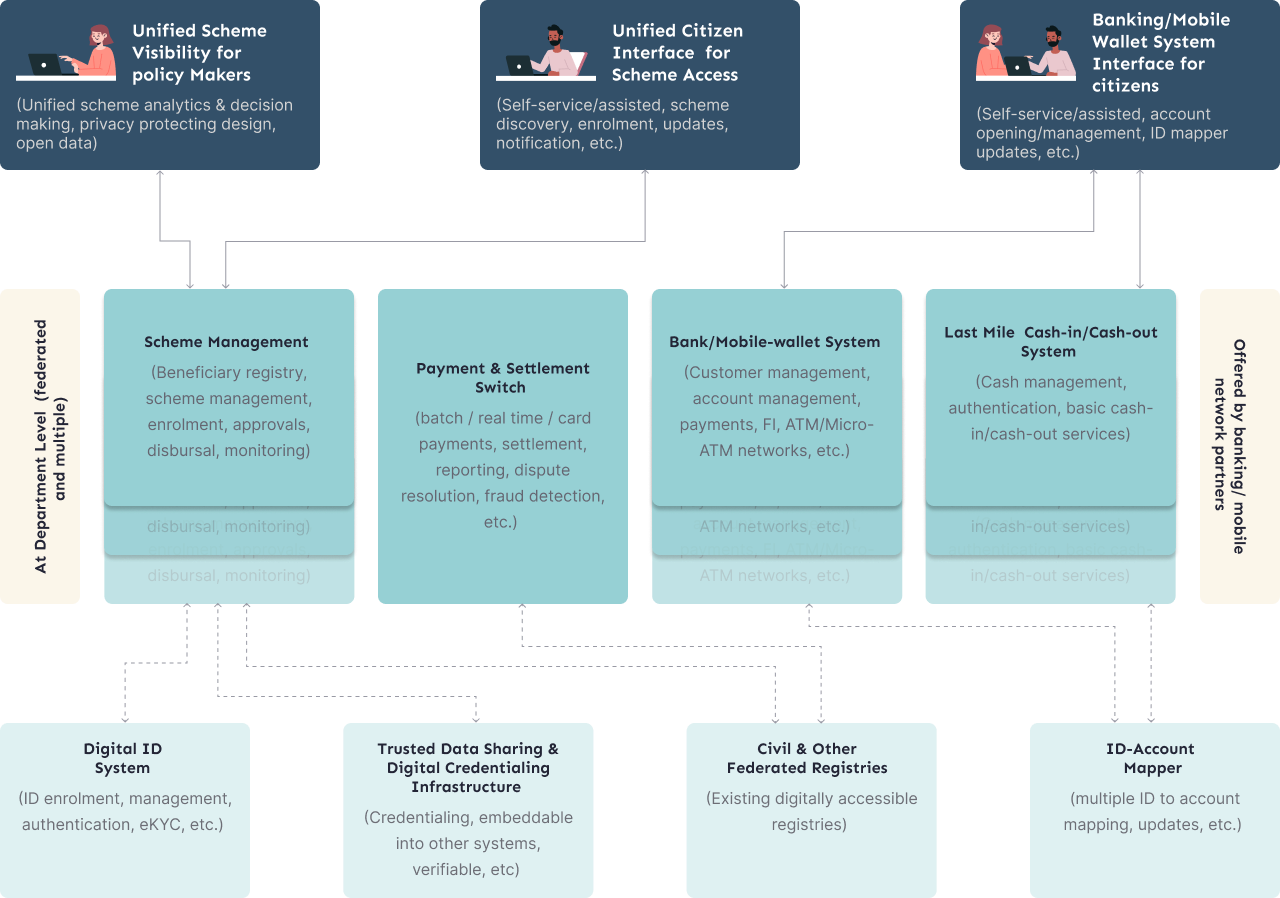 Unified Scheme
Visibility for
policy Makers
(Unified scheme analytics & decision
making, privacy protecting design,
open data)
Unified Citizen
Interface for
Scheme Access
(Self-service/assisted, scheme
discovery, enrolment, updates,
notification, etc.)
Banking/Mobile
Wallet System
Interface for
citizens
(Self-service/assisted, account
opening/management, ID mapper
updates, etc.)
At Department Level (federated
and multiple)
Scheme Management
(Beneficiary registry,
scheme management,
enrolment, approvals,
disbursal, monitoring)
disbursal, monitoring)
disbursal, monitoring)
Payment & Settlement
Switch
(batch / real time / card
payments, settlement,
reporting, dispute
resolution, fraud detection,
etc.)
Bank/Mobile-wallet System
(Customer management,
account management,
payments, FI, ATM/Micro-
ATM networks, etc.)
ATM networks, etc.)
ATM networks, etc.)
Last Mile Cash-in/Cash-out
System
(Cash management,
authentication, basic cash-
in/cash-out services)
in/cash-out services)
in/cash-out services)
Offered by banking/ mobile
network partners
Digital ID
System
(ID enrolment, management,
authentication, eKYC, etc.)
Trusted Data Sharing &
Digital Credentialing
Infrastructure
(Credentialing, embeddable
into other systems,
verifiable, etc)
Civil & Other
Federated Registries
(Existing digitally accessible
registries)
ID-Account
Mapper
(multiple ID to account
mapping, updates, etc.)